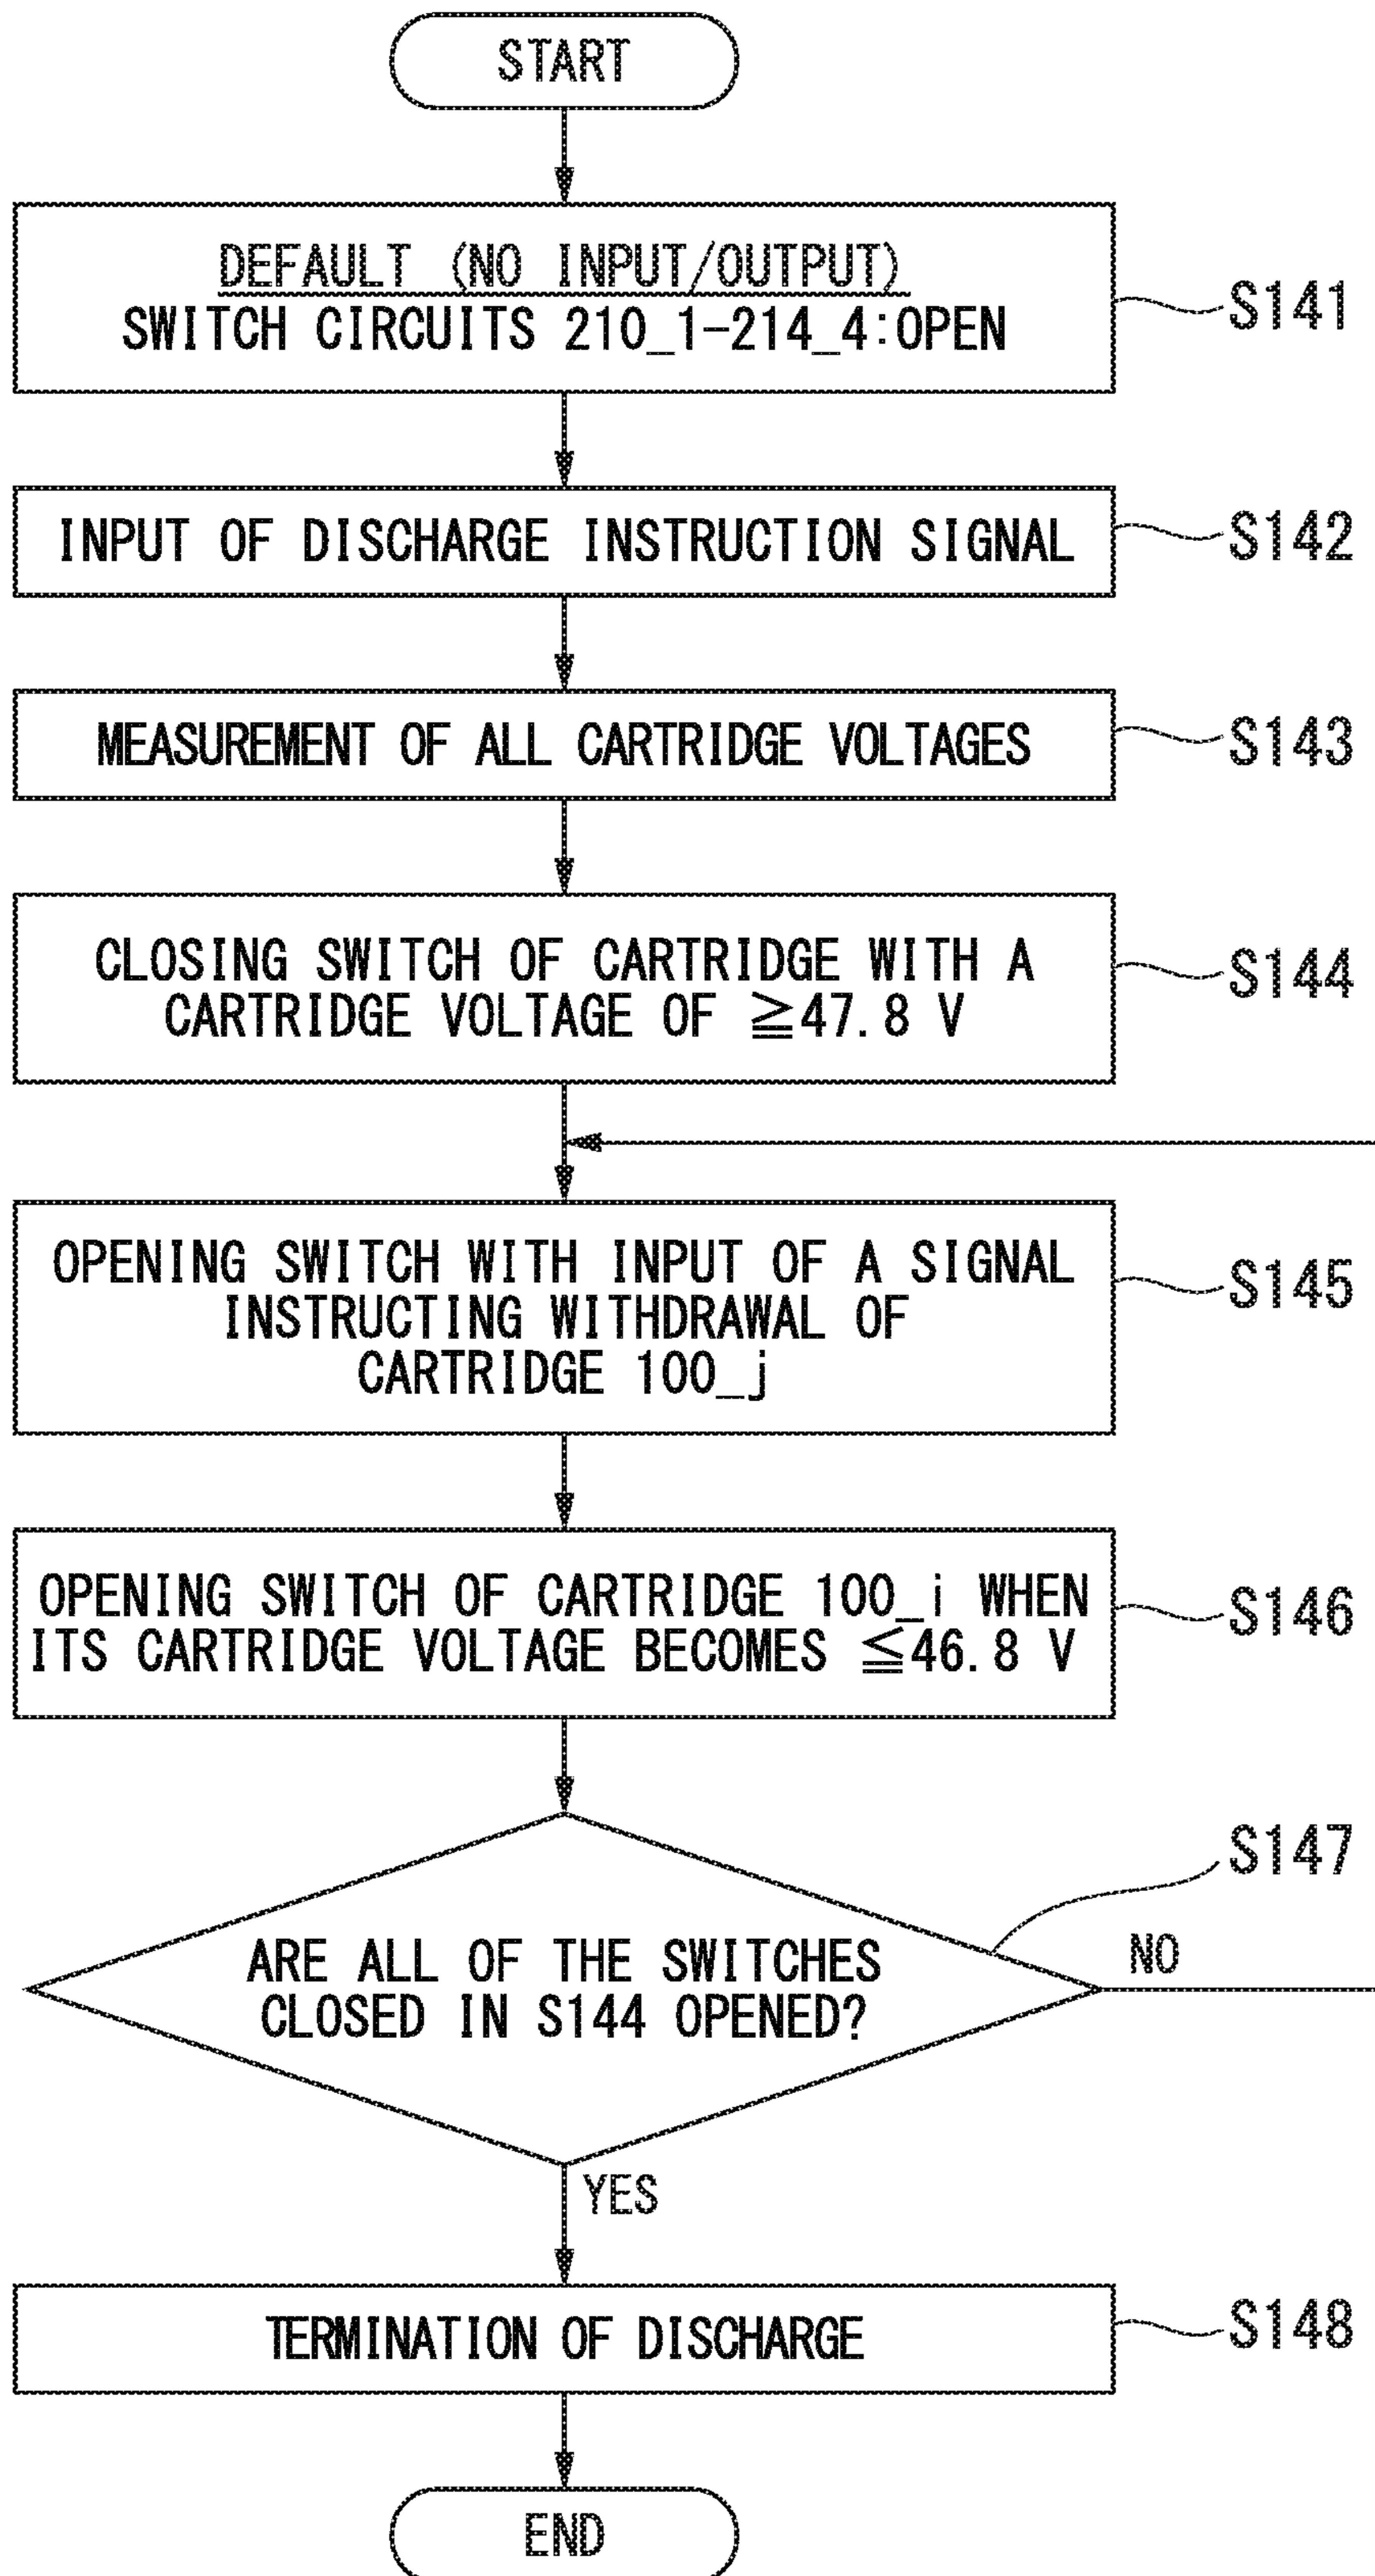 START
DEFAULT (NO INPUT/OUTPUT)
SWITCH CIRCUITS 210_1-214_4:OPEN
S141
INPUT OF DISCHARGE INSTRUCTION SIGNAL
S142
MEASUREMENT OF ALL CARTRIDGE VOLTAGES
S143
CLOSING SWITCH OF CARTRIDGE WITH A
CARTRIDGE VOLTAGE OF ≧47.8 V
S144
OPENING SWITCH WITH INPUT OF A SIGNAL
INSTRUCTING WITHDRAWAL OF
CARTRIDGE 100_j
S145
OPENING SWITCH OF CARTRIDGE 100_i WHEN
ITS CARTRIDGE VOLTAGE BECOMES ≦46.8 V
S146
S147
ARE ALL OF THE SWITCHES
CLOSED IN S144 OPENED?
NO
YES
TERMINATION OF DISCHARGE
S148
END